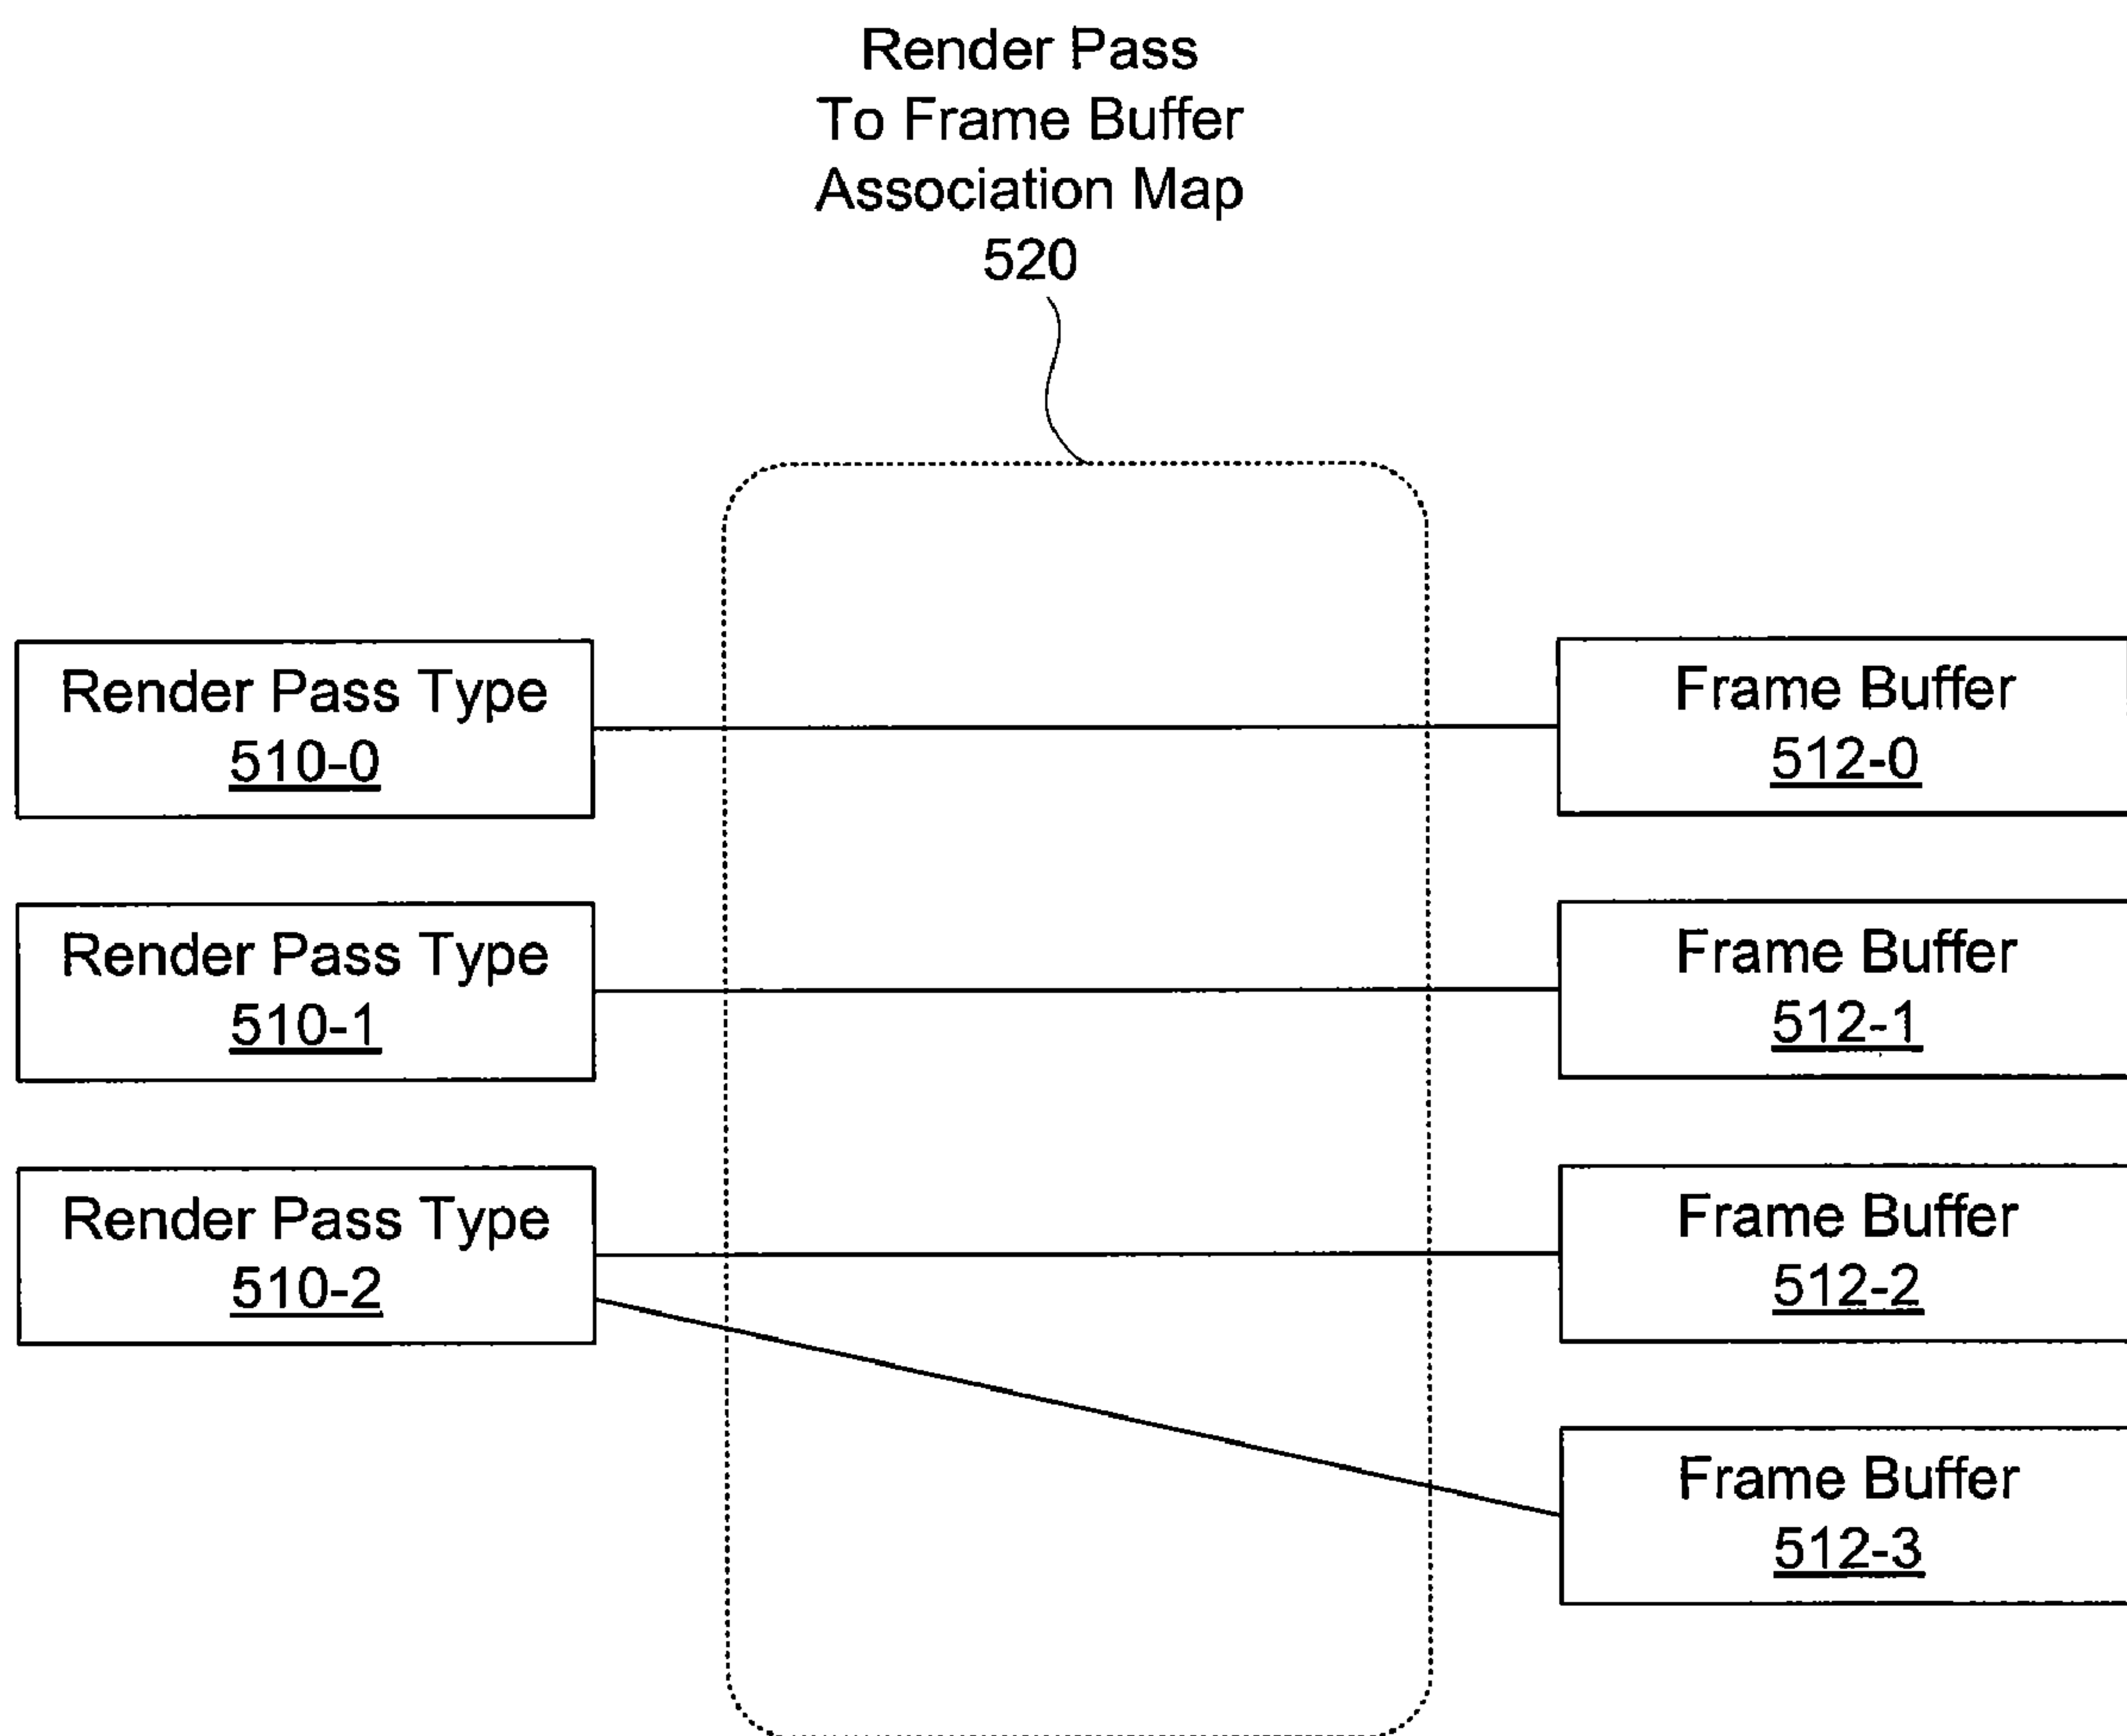 Render Pass
To Frame Buffer
Association Map
520
Render Pass Type
510-0
Frame Buffer
512-0
Render Pass Type
510-1
Frame Buffer
512-1
Render Pass Type
510-2
Frame Buffer
512-2
Frame Buffer
512-3